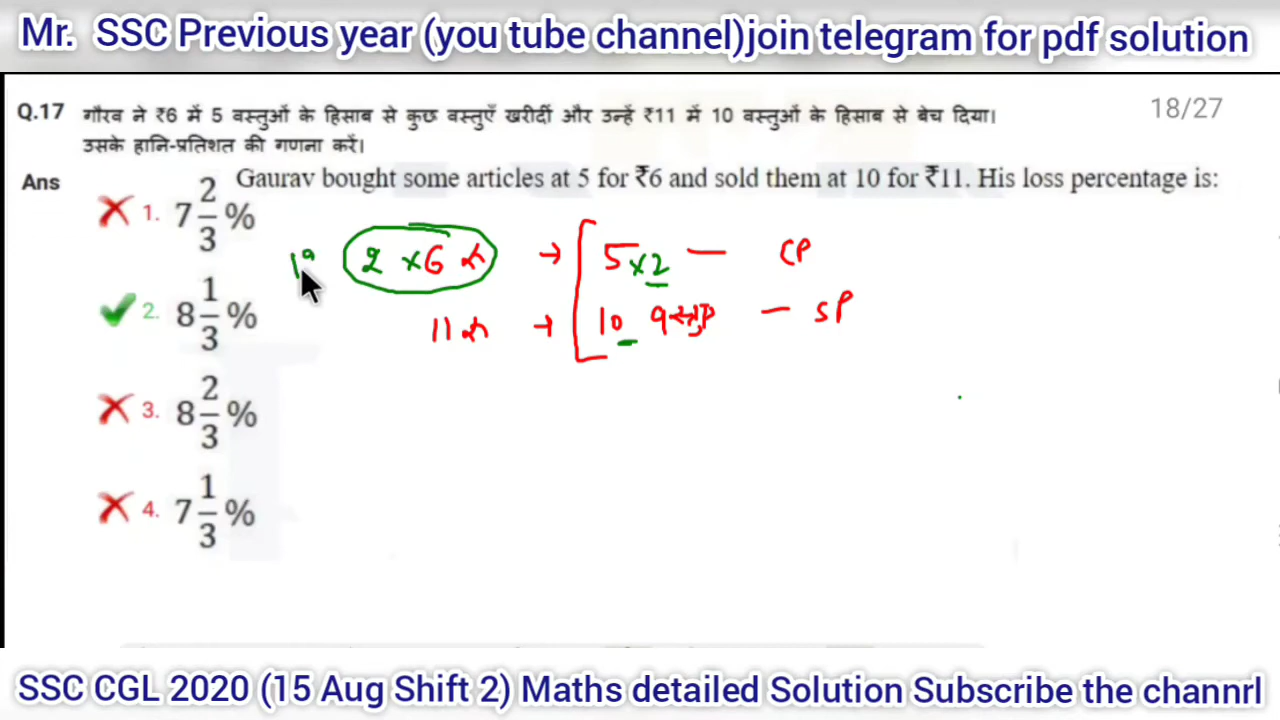 Mr. SSC Previous year (you tube channel)join telegram for pdf solution
Q.17 गौरव ने ₹6 में 5 वस्तुओं के हिसाब से कुछ वस्तुएँ खरीदीं और उन्हें ₹11 में 10 वस्तुओं के हिसाब से बेच दिया।
18/27
उसके हानि-प्रतिशत की गणना करें।
Ans Gaurav bought some articles at 5 for ₹6 and sold them at 10 for ₹11. His loss percentage is:
1. 7 2/3 %
2 × 6 → 5 × 2 — CP
2. 8 1/3 %
11 → 10 — SP
3. 8 2/3 %
4. 7 1/3 %
SSC CGL 2020 (15 Aug Shift 2) Maths detailed Solution Subscribe the channrl